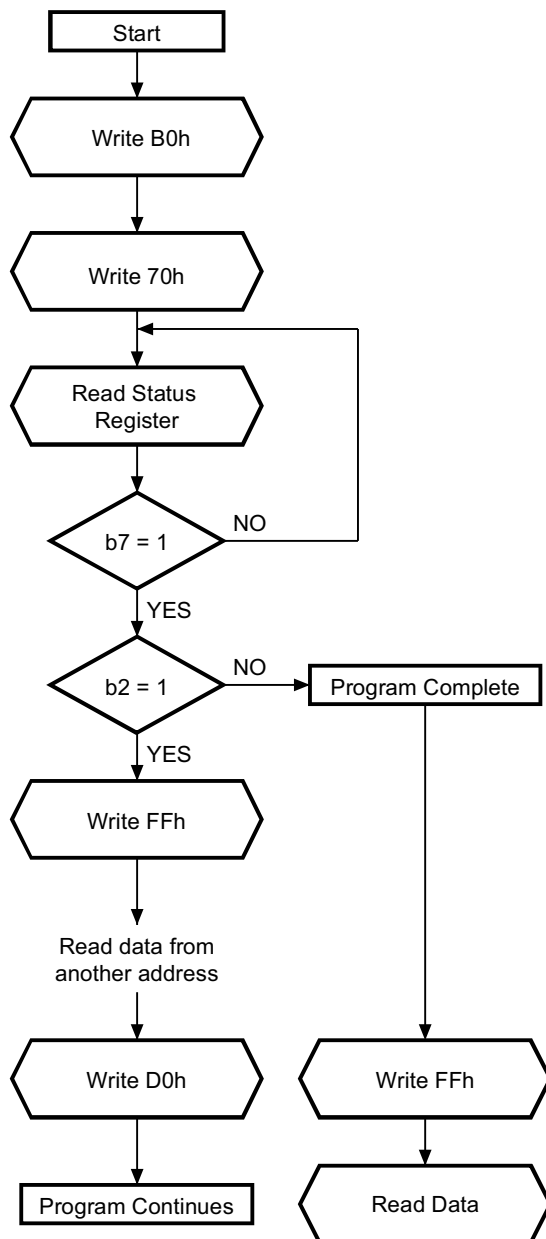 Start
Write B0h
Write 70h
Read Status
Register
NO
b7 = 1
YES
NO
b2 = 1
Program Complete
YES
Write FFh
Read data from
another address
Write D0h
Write FFh
Program Continues
Read Data